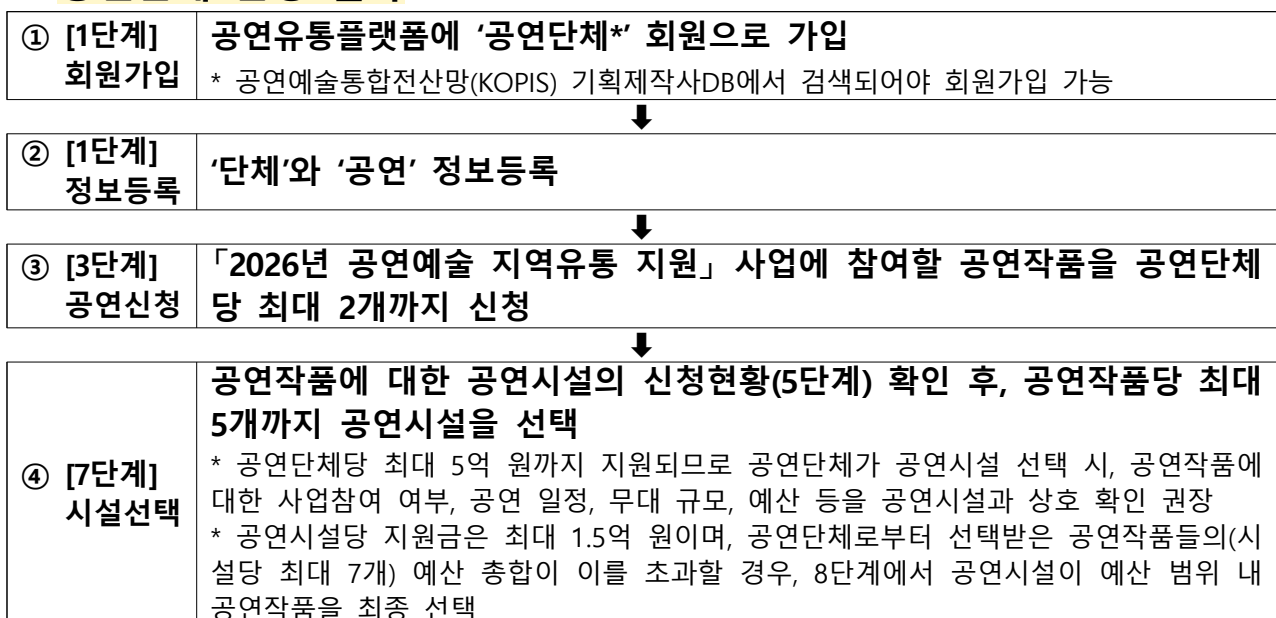 ① [1단계] 공연유통플랫폼에 ‘공연단체*’ 회원으로 가입
회원가입 * 공연예술통합전산망(KOPIS) 기획제작사DB에서 검색되어야 회원가입 가능
⬇
② [1단계]
정보등록 ‘단체’와 ‘공연’ 정보등록
⬇
③ [3단계] 「2026년 공연예술 지역유통 지원」 사업에 참여할 공연작품을 공연단체
공연신청 당 최대 2개까지 신청
⬇
④ [7단계]
시설선택
공연작품에 대한 공연시설의 신청현황(5단계) 확인 후, 공연작품당 최대
5개까지 공연시설을 선택
* 공연단체당 최대 5억 원까지 지원되므로 공연단체가 공연시설 선택 시, 공연작품에
대한 사업참여 여부, 공연 일정, 무대 규모, 예산 등을 공연시설과 상호 확인 권장
* 공연시설당 지원금은 최대 1.5억 원이며, 공연단체로부터 선택받은 공연작품들의(시
설당 최대 7개) 예산 총합이 이를 초과할 경우, 8단계에서 공연시설이 예산 범위 내
공연작품을 최종 선택